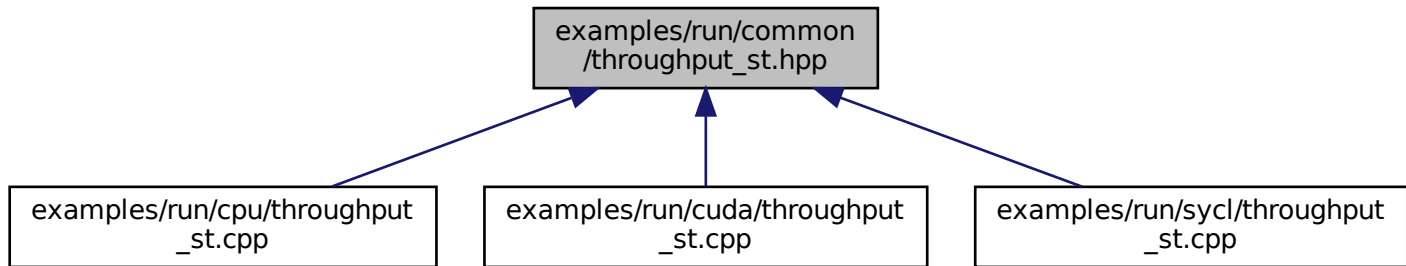 examples/run/common
/throughput_st.hpp
examples/run/cpu/throughput
_st.cpp
examples/run/cuda/throughput
_st.cpp
examples/run/sycl/throughput
_st.cpp